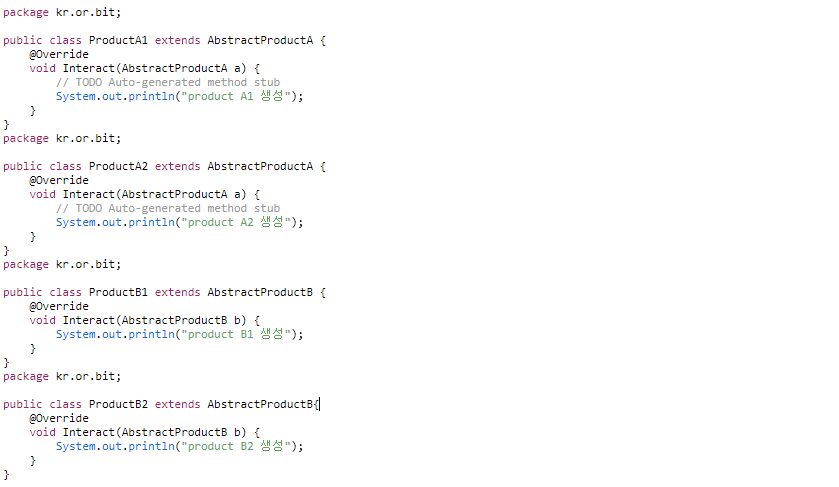 package kr.or.bit;
public class ProductA1 extends AbstractProductA {
@Override
void Interact(AbstractProductA a) {
// TODO Auto-generated method stub
System.out.println("product A1 생성");
}
}
package kr.or.bit;
public class ProductA2 extends AbstractProductA {
@Override
void Interact(AbstractProductA a) {
// TODO Auto-generated method stub
System.out.println("product A2 생성");
}
}
package kr.or.bit;
public class ProductB1 extends AbstractProductB {
@Override
void Interact(AbstractProductB b) {
System.out.println("product B1 생성");
}
}
package kr.or.bit;
public class ProductB2 extends AbstractProductB{
@Override
void Interact(AbstractProductB b) {
System.out.println("product B2 생성");
}
}